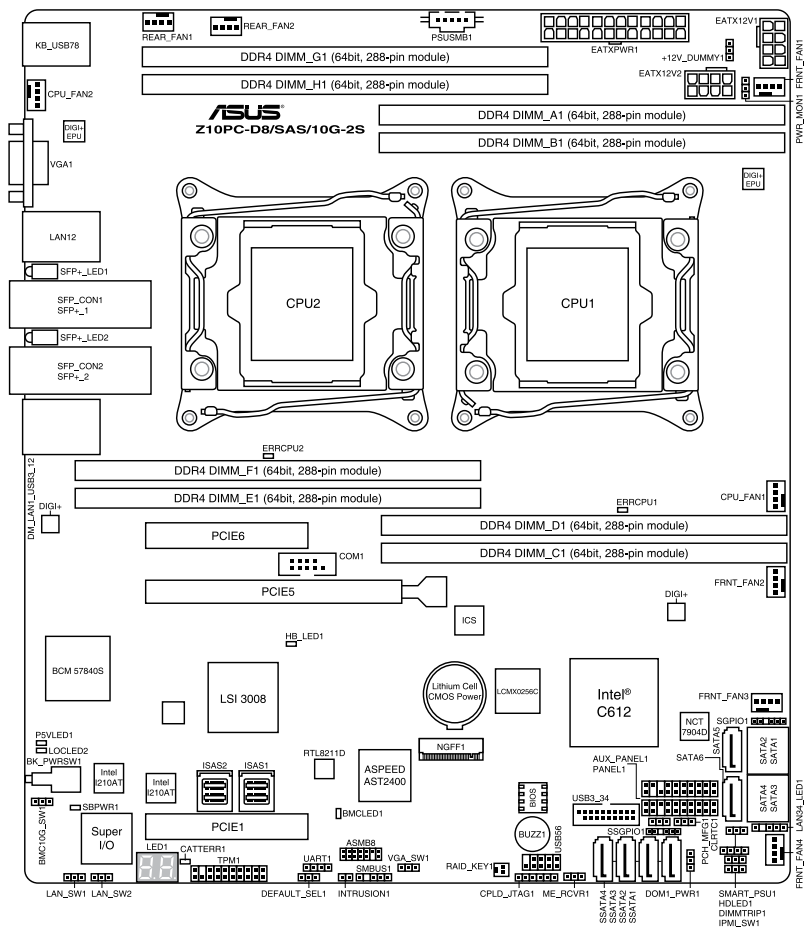 KB_USB78
REAR_FAN1
REAR_FAN2
PSUSMB1
EATXPWR1
EATX12V1
+12V_DUMMY1
EATX12V2
FRNT_FAN1
PWR_MON1
DDR4 DIMM_G1 (64bit, 288-pin module)
DDR4 DIMM_H1 (64bit, 288-pin module)
CPU_FAN2
ASUS®
Z10PC-D8/SAS/10G-2S
DDR4 DIMM_A1 (64bit, 288-pin module)
DDR4 DIMM_B1 (64bit, 288-pin module)
DIGI+
EPU
VGA1
DIGI+
EPU
LAN12
SFP+_LED1
SFP_CON1
SFP+_1
SFP+_LED2
SFP_CON2
SFP+_2
CPU2
CPU1
DM_LAN1_USB3_12
ERRCPU2
DDR4 DIMM_F1 (64bit, 288-pin module)
DDR4 DIMM_E1 (64bit, 288-pin module)
ERRCPU1
CPU_FAN1
DIGI+
DDR4 DIMM_D1 (64bit, 288-pin module)
DDR4 DIMM_C1 (64bit, 288-pin module)
PCIE6
COM1
PCIE5
FRNT_FAN2
DIGI+
ICS
HB_LED1
BCM 57840S
LSI 3008
Lithium Cell
CMOS Power
LCMX0256C
Intel®
C612
FRNT_FAN3
NCT
7904D
SGPIO1
SATA5
SATA2
SATA1
SATA6
P5VLED1
LOCLED2
BK_PWRSW1
Intel
I210AT
Intel
I210AT
ISAS2
ISAS1
RTL8211D
ASPEED
AST2400
NGFF1
AUX_PANEL1
PANEL1
SATA4
SATA3
LAN34_LED1
BMC10G_SW1
SBPWR1
Super
I/O
PCIE1
BMCLED1
BIOS
USB3_34
BUZZ1
USB56
SSGPIO1
PCH_MFG1
CLRTC1
FRNT_FAN4
LED1
88
CATTERR1
TPM1
UART1
ASMB8
SMBUS1
VGA_SW1
RAID_KEY1
LAN_SW1
LAN_SW2
DEFAULT_SEL1
INTRUSION1
CPLD_JTAG1
ME_RCVR1
SSATA4
SSATA3
SSATA2
SSATA1
DOM1_PWR1
SMART_PSU1
HDLED1
DIMMTRIP1
IPMI_SW1